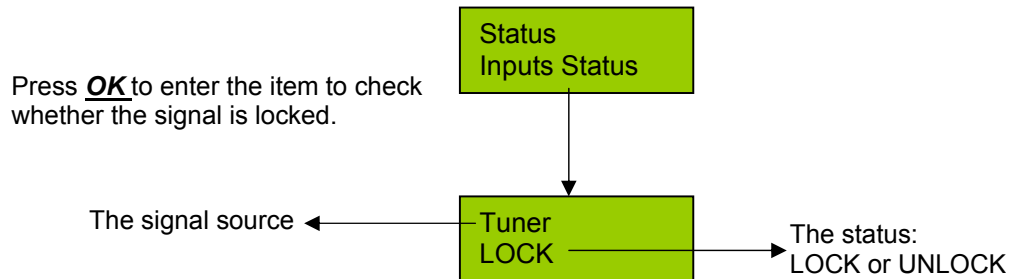 Status
Inputs Status
Press OK to enter the item to check
whether the signal is locked.
The signal source
Tuner
LOCK
The status:
LOCK or UNLOCK